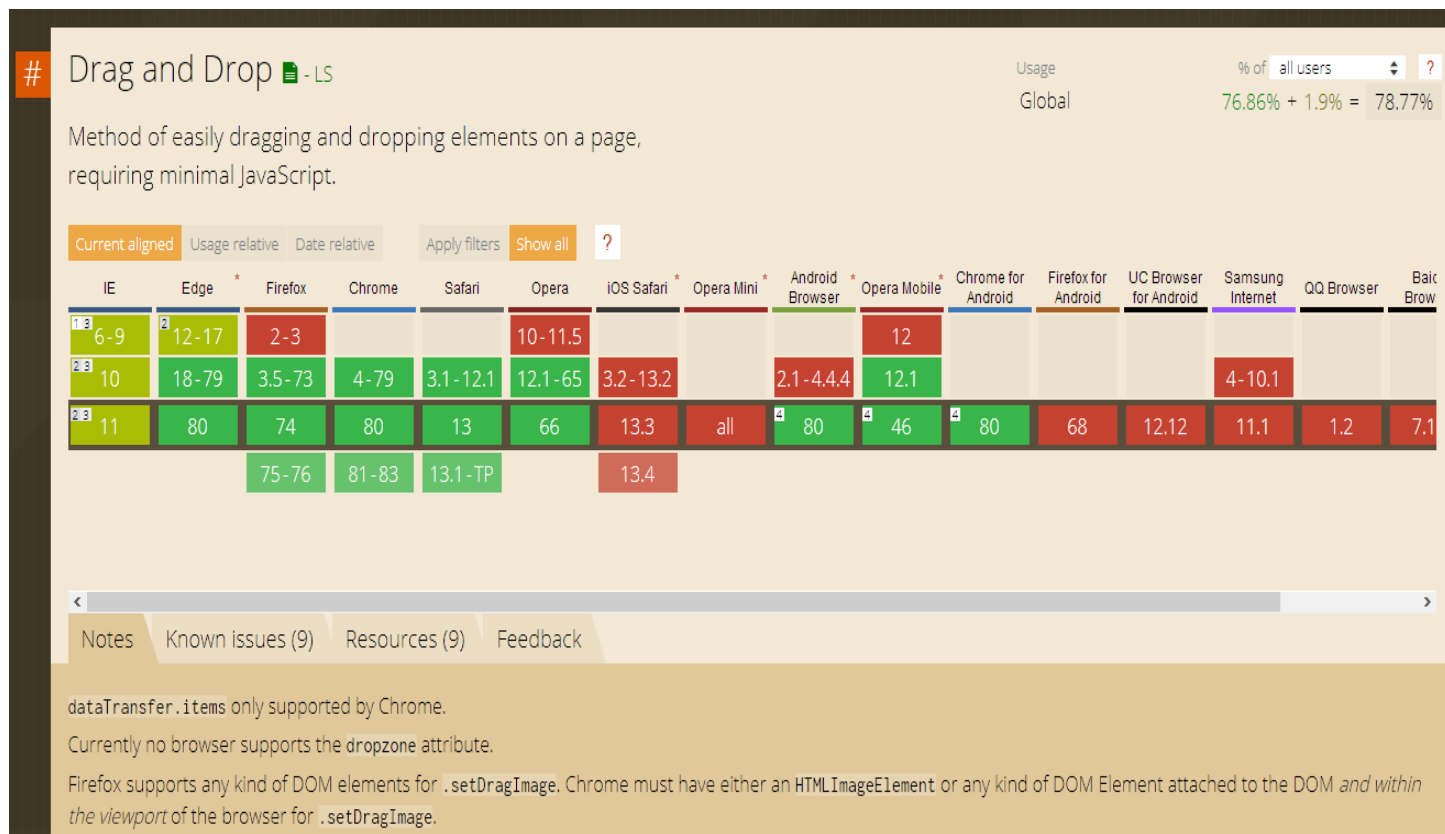 #
Drag and Drop - LS
Usage % of all users ?
Global 76.86% + 1.9% = 78.77%
Method of easily dragging and dropping elements on a page,
requiring minimal JavaScript.
Current aligned Usage relative Date relative Apply filters Show all ?
IE Edge * Firefox Chrome Safari Opera iOS Safari * Opera Mini * Android Browser * Opera Mobile * Chrome for Android Firefox for Android UC Browser for Android Samsung Internet QQ Browser Baid Brow
1 3 6-9 2 12-17 2-3 10-11.5 12
2 3 10 18-79 3.5-73 4-79 3.1-12.1 12.1-65 3.2-13.2 2.1-4.4.4 12.1 4-10.1
2 3 11 80 74 80 13 66 13.3 all 4 80 4 46 4 80 68 12.12 11.1 1.2 7.1
75-76 81-83 13.1-TP 13.4
Notes Known issues (9) Resources (9) Feedback
dataTransfer.items only supported by Chrome.
Currently no browser supports the dropzone attribute.
Firefox supports any kind of DOM elements for .setDragImage. Chrome must have either an HTMLImageElement or any kind of DOM Element attached to the DOM and within
the viewport of the browser for .setDragImage.